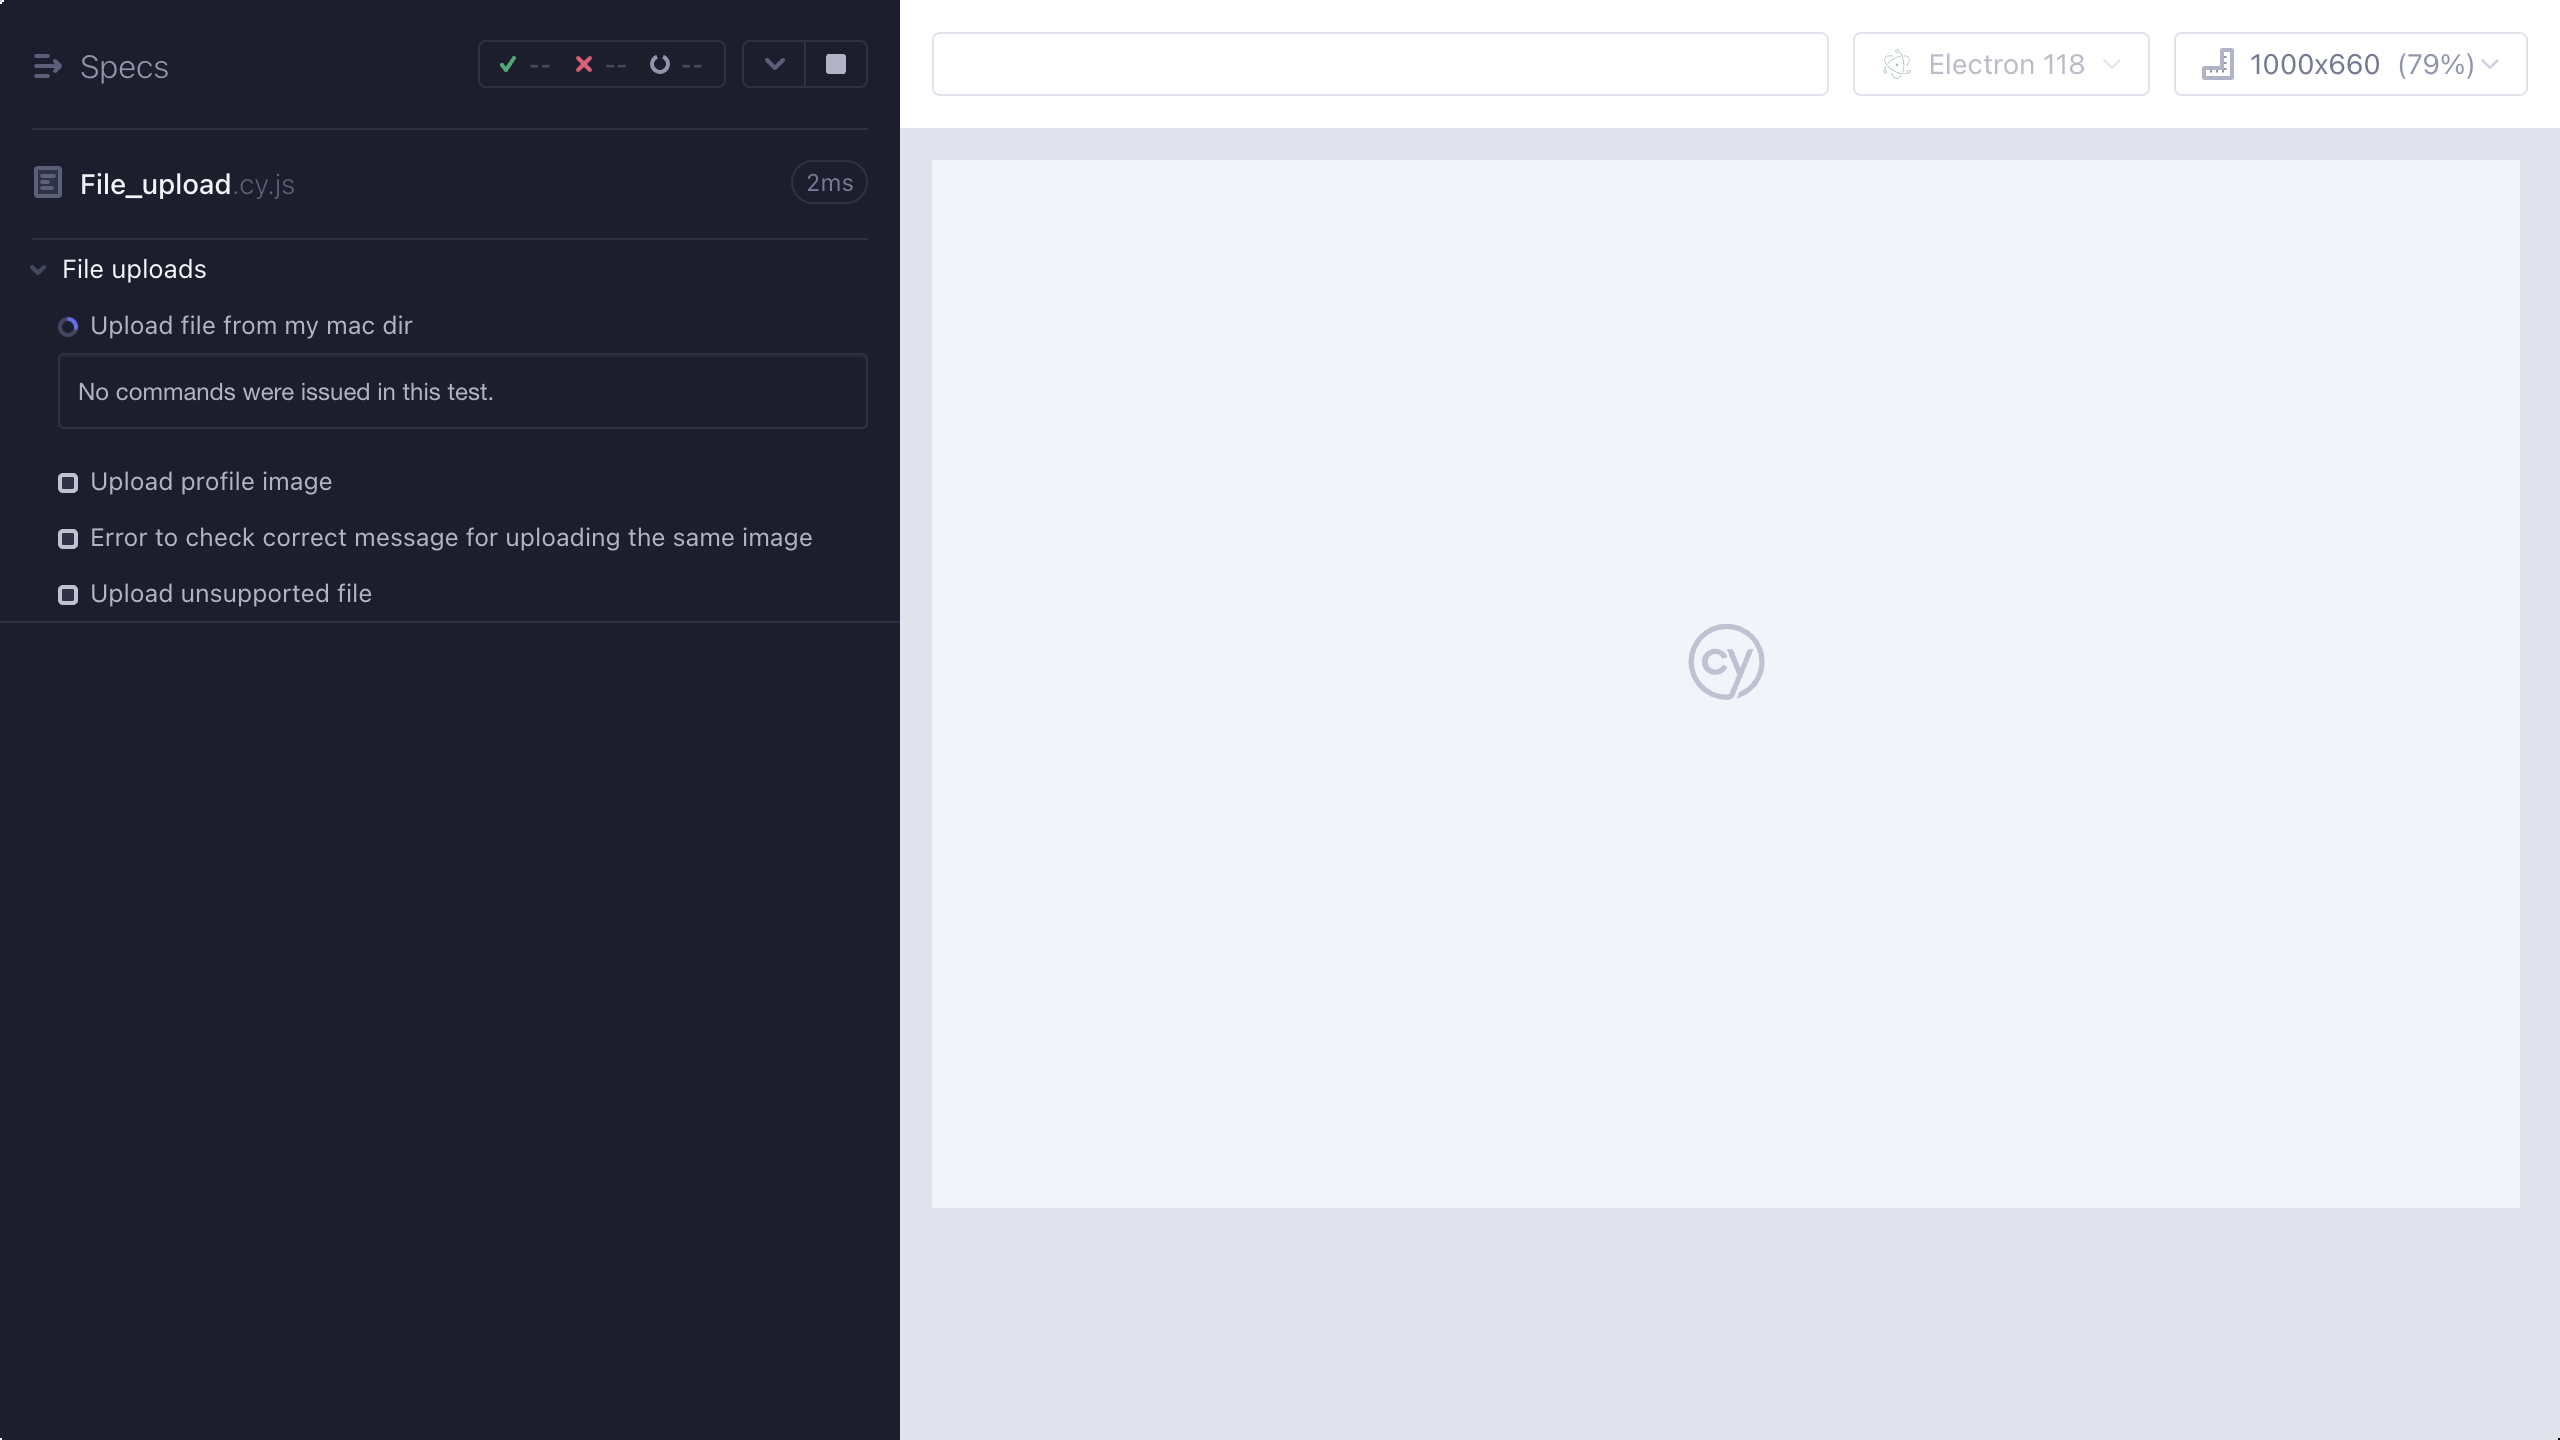 Specs
-- -- --
File_upload.cy.js
2ms
File uploads
Upload file from my mac dir
No commands were issued in this test.
Upload profile image
Error to check correct message for uploading the same image
Upload unsupported file
Electron 118
1000x660 (79%)
cy